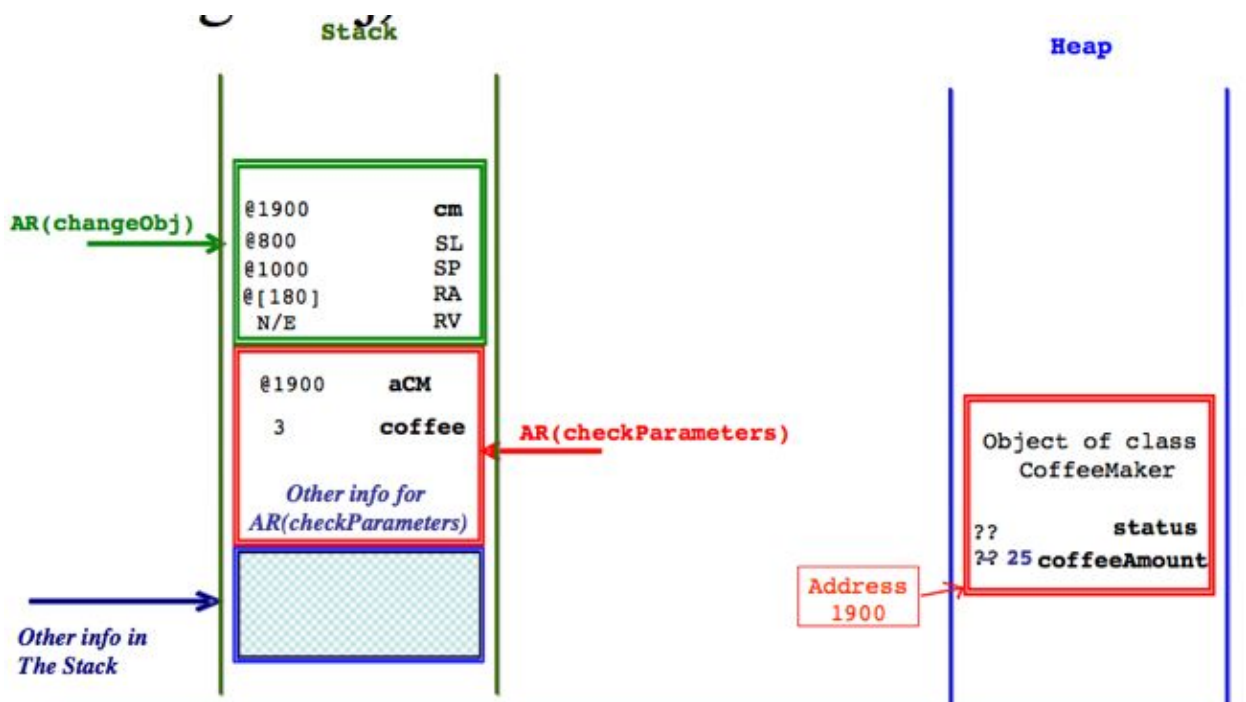 Stack
Heap
@1900 cm
AR(changeObj)
@800 SL
@1000 SP
@[180] RA
N/E RV
@1900 aCM
3 coffee
AR(checkParameters)
Other info for
AR(checkParameters)
Object of class
CoffeeMaker
?? status
?? 25 coffeeAmount
Address
1900
Other info in
The Stack